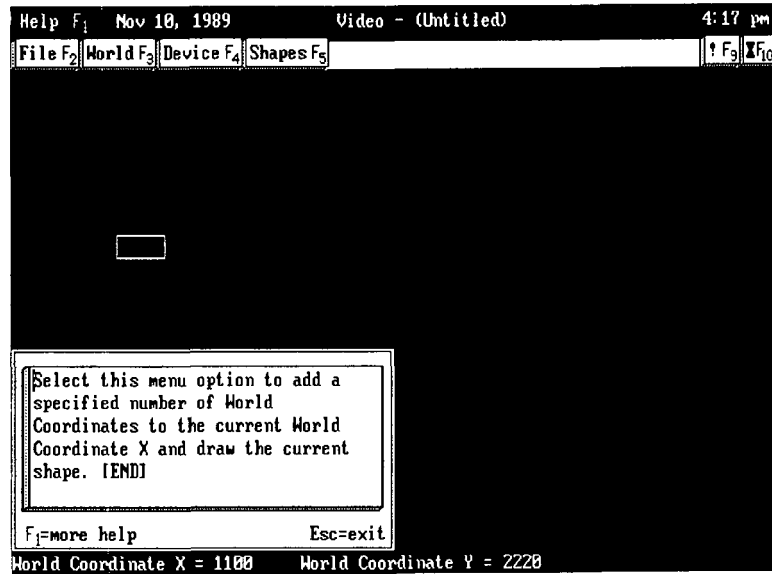 Help F1 Nov 10, 1989 Video - (Untitled) 4:17 pm
File F2 World F3 Device F4 Shapes F5 ! F9 F10
Select this menu option to add a
specified number of World
Coordinates to the current World
Coordinate X and draw the current
shape. [END]
F1=more help Esc=exit
World Coordinate X = 1100 World Coordinate Y = 2220